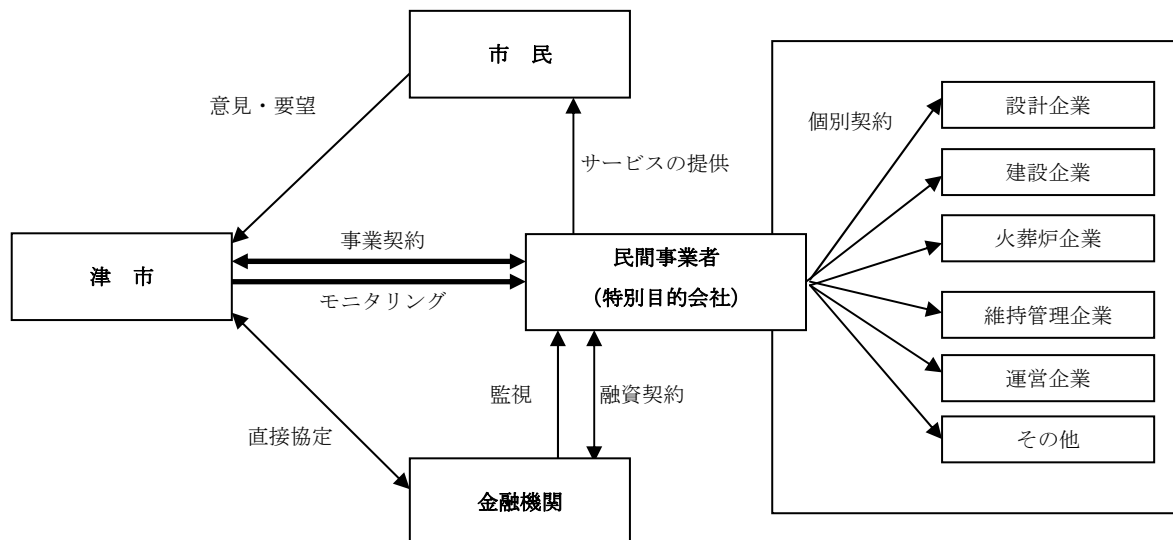 市　民
意見・要望
個別契約
設計企業
サービスの提供
建設企業
津　市
事業契約
モニタリング
民間事業者
（特別目的会社）
火葬炉企業
維持管理企業
運営企業
その他
監視
融資契約
直接協定
金融機関